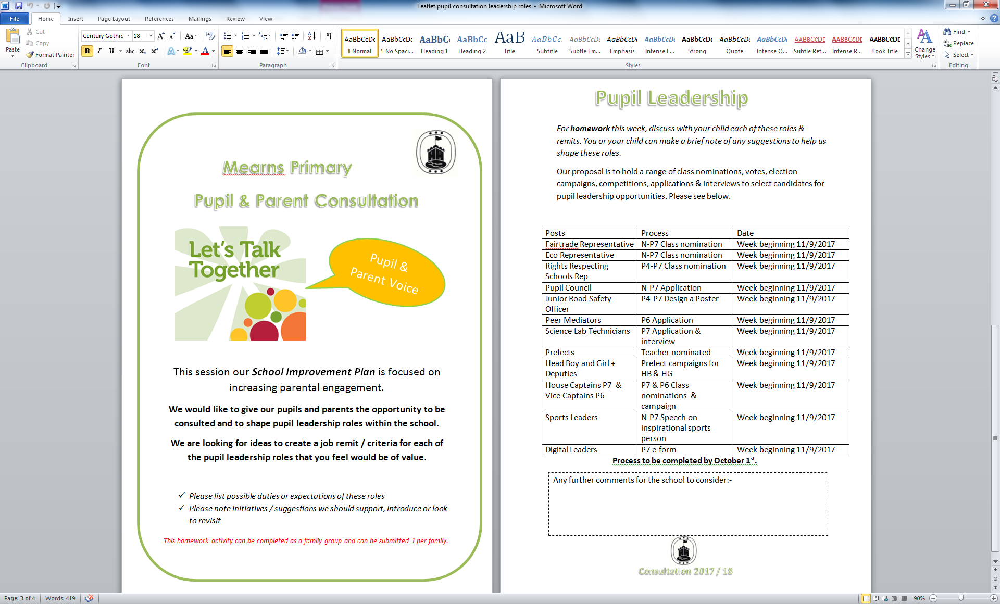 Leaflet pupil consultation leadership roles - Microsoft Word
File Home Insert Page Layout References Mailings Review View
Paste
Cut
Copy
Format Painter
Clipboard
Century Gothic 18
Font
Paragraph
AaBbCcDc AaBbCcDc AaBbCc AaBbCc AaB AaBbCc. AaBbCcDc AaBbCcDc AaBbCcDc AaBbCcDc AaBbCcDc AaBbCcDc AABBCCDE AABBCCDE AABBCCDE
¶ Normal ¶ No Spaci... Heading 1 Heading 2 Title Subtitle Subtle Em... Emphasis Intense E... Strong Quote Intense Q... Subtle Ref... Intense R... Book Title
Styles
Change Styles
Find
Replace
Select
Editing
Mearns Primary
Pupil & Parent Consultation
Let's Talk
Together
Pupil &
Parent Voice
This session our School Improvement Plan is focused on
increasing parental engagement.
We would like to give our pupils and parents the opportunity to be
consulted and to shape pupil leadership roles within the school.
We are looking for ideas to create a job remit / criteria for each of
the pupil leadership roles that you feel would be of value.
✓ Please list possible duties or expectations of these roles
✓ Please note initiatives / suggestions we should support, introduce or look
to revisit
This homework activity can be completed as a family group and can be submitted 1 per family.
Pupil Leadership
For homework this week, discuss with your child each of these roles &
remits. You or your child can make a brief note of any suggestions to help us
shape these roles.
Our proposal is to hold a range of class nominations, votes, election
campaigns, competitions, applications & interviews to select candidates for
pupil leadership opportunities. Please see below.
Posts Process Date
Fairtrade Representative N-P7 Class nomination Week beginning 11/9/2017
Eco Representative N-P7 Class nomination Week beginning 11/9/2017
Rights Respecting P4-P7 Class nomination Week beginning 11/9/2017
Schools Rep
Pupil Council N-P7 Application Week beginning 11/9/2017
Junior Road Safety P4-P7 Design a Poster Week beginning 11/9/2017
Officer
Peer Mediators P6 Application Week beginning 11/9/2017
Science Lab Technicians P7 Application & Week beginning 11/9/2017
interview
Prefects Teacher nominated Week beginning 11/9/2017
Head Boy and Girl + Prefect campaigns for Week beginning 11/9/2017
Deputies HB & HG
House Captains P7 & P7 & P6 Class Week beginning 11/9/2017
Vice Captains P6 nominations &
campaign
Sports Leaders N-P7 Speech on Week beginning 11/9/2017
inspirational sports
person
Digital Leaders P7 e-form Week beginning 11/9/2017
Process to be completed by October 1st.
Any further comments for the school to consider:-
Consultation 2017 / 18
Page: 3 of 4 Words: 419 90%